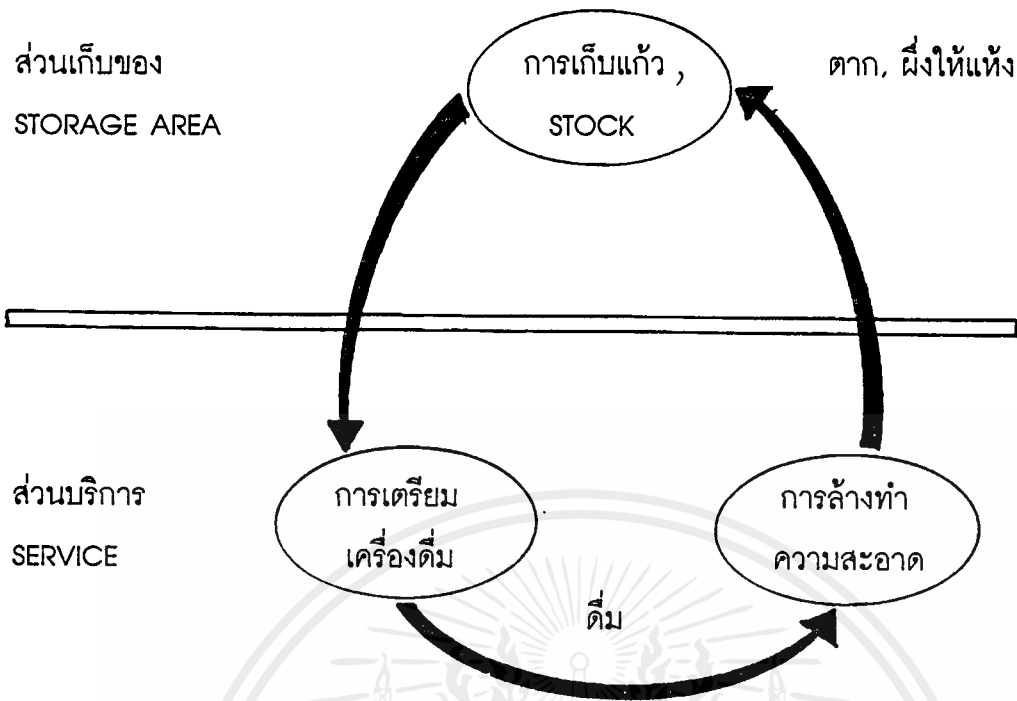 ส่วนเก็บของ
STORAGE AREA
การเก็บแก้ว ,
STOCK
ตาก, ผึ่งให้แห้ง
ส่วนบริการ
SERVICE
การเตรียม
เครื่องดื่ม
ดื่ม
การล้างทำ
ความสะอาด